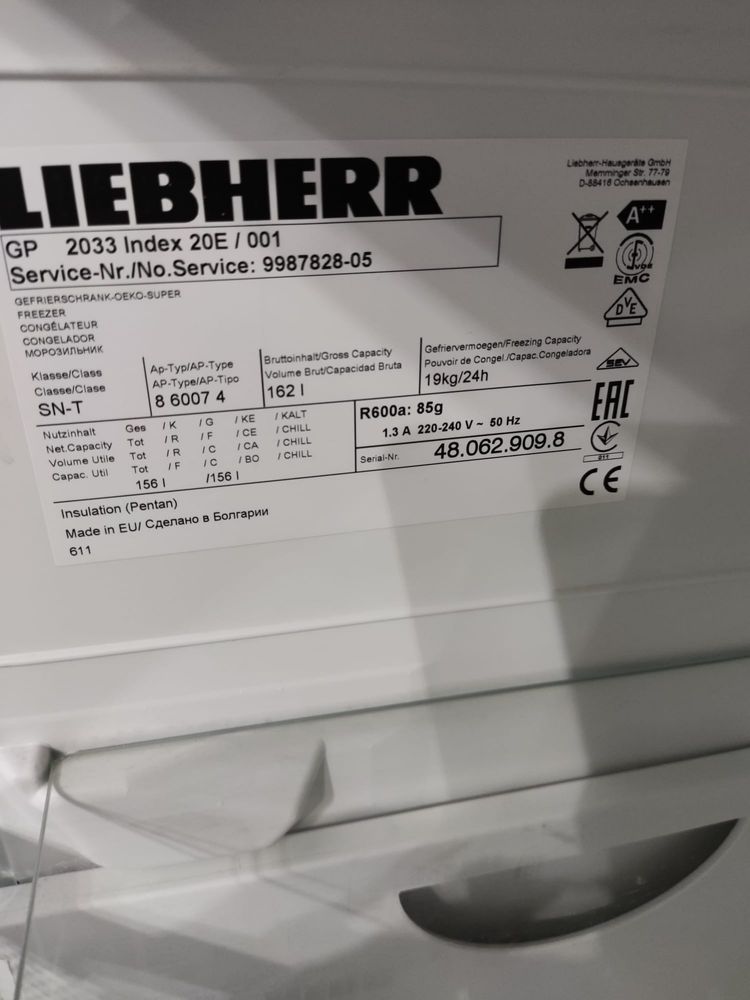 LIEBHERR
Liebherr-Hausgeräte GmbH
Memminger Str. 77-79
D-88416 Ochsenhausen
GP 2033 Index 20E / 001
Service-Nr./No.Service: 9987828-05
A++
EMC
DVE
SEV
GEFRIERSCHRANK-OEKO-SUPER
FREEZER
CONGÉLATEUR
CONGELADOR
МОРОЗИЛЬНИК
Klasse/Class
Classe/Clase
SN-T
Ap-Typ/AP-Type
AP-Type/AP-Tipo
8 6007 4
Bruttoinhalt/Gross Capacity
Volume Brut/Capacidad Bruta
162 l
Gefriervermoegen/Freezing Capacity
Pouvoir de Congel./Capac.Congeladora
19kg/24h
Nutzinhalt Ges / K / G / KE / KALT
Net.Capacity Tot / R / F / CE / CHILL
Volume Utile Tot / R / C / CA / CHILL
Capac. Util Tot / F / C / BO / CHILL
156 l /156 l
R600a: 85g
1.3 A 220-240 V ~ 50 Hz
Serial-Nr. 48.062.909.8
EAC
011
CE
Insulation (Pentan)
Made in EU/ Сделано в Болгарии
611